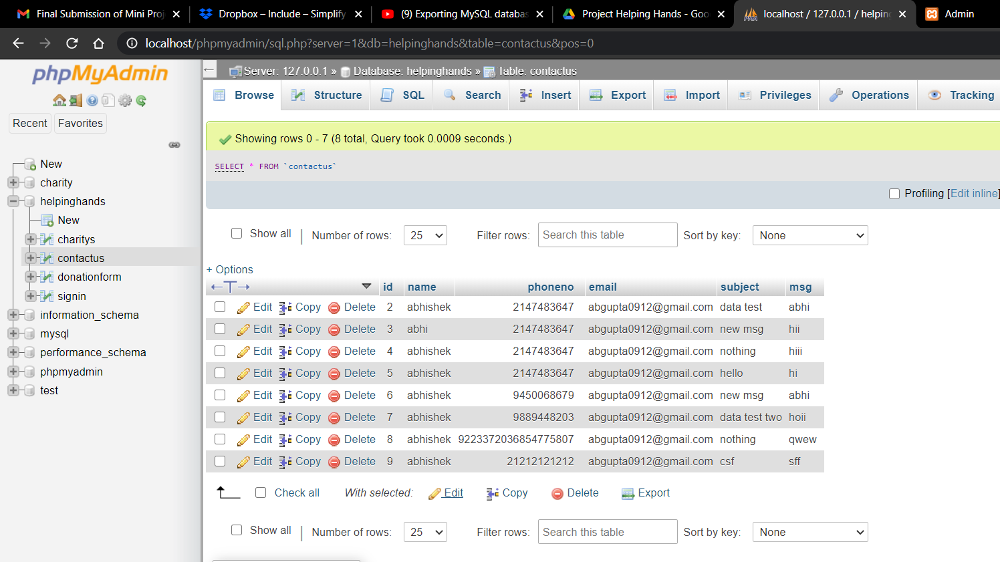 Final Submission of Mini Proj
Dropbox – Include – Simplify
(9) Exporting MySQL databas
Project Helping Hands - Goo
localhost / 127.0.0.1 / helping
Admin
localhost/phpmyadmin/sql.php?server=1&db=helpinghands&table=contactus&pos=0
phpMyAdmin
Recent Favorites
New
charity
helpinghands
New
charitys
contactus
donationform
signin
information_schema
mysql
performance_schema
phpmyadmin
test
Server: 127.0.0.1 » Database: helpinghands » Table: contactus
Browse Structure SQL Search Insert Export Import Privileges Operations Tracking
Showing rows 0 - 7 (8 total, Query took 0.0009 seconds.)
SELECT * FROM `contactus`
Profiling [Edit inline]
Show all Number of rows: 25 Filter rows: Search this table Sort by key: None
+ Options
id name phoneno email subject msg
Edit Copy Delete 2 abhishek 2147483647 abgupta0912@gmail.com data test abhi
Edit Copy Delete 3 abhi 2147483647 abgupta0912@gmail.com new msg hii
Edit Copy Delete 4 abhishek 2147483647 abgupta0912@gmail.com nothing hiii
Edit Copy Delete 5 abhishek 2147483647 abgupta0912@gmail.com hello hi
Edit Copy Delete 6 abhishek 9450068679 abgupta0912@gmail.com new msg abhi
Edit Copy Delete 7 abhishek 9889448203 abgupta0912@gmail.com data test two hoii
Edit Copy Delete 8 abhishek 9223372036854775807 abgupta0912@gmail.com nothing qwew
Edit Copy Delete 9 abhishek 21212121212 abgupta0912@gmail.com csf sff
Check all With selected: Edit Copy Delete Export
Show all Number of rows: 25 Filter rows: Search this table Sort by key: None